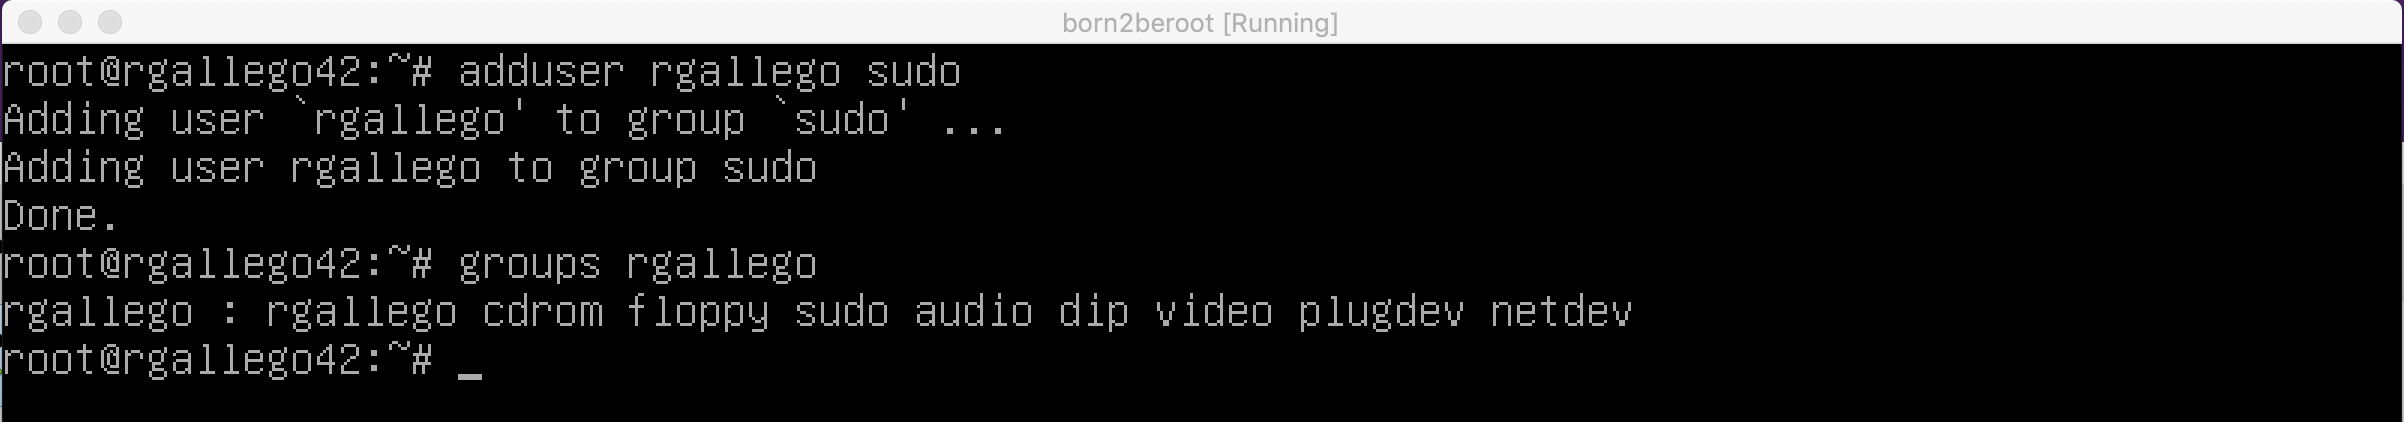 born2beroot [Running]
root@rgallego42:~# adduser rgallego sudo
Adding user `rgallego' to group `sudo' ...
Adding user rgallego to group sudo
Done.
root@rgallego42:~# groups rgallego
rgallego : rgallego cdrom floppy sudo audio dip video plugdev netdev
root@rgallego42:~# _